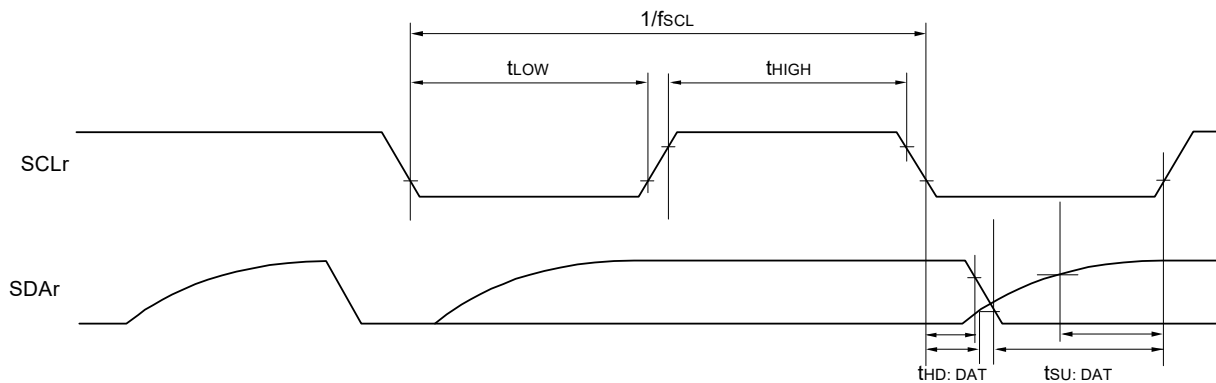 1/fSCL
tLOW
tHIGH
SCLr
SDAr
tHD: DAT
tSU: DAT